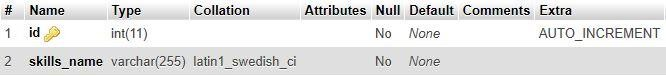 # Name Type Collation Attributes Null Default Comments Extra
1 id int(11) No None AUTO_INCREMENT
2 skills_name varchar(255) latin1_swedish_ci No None